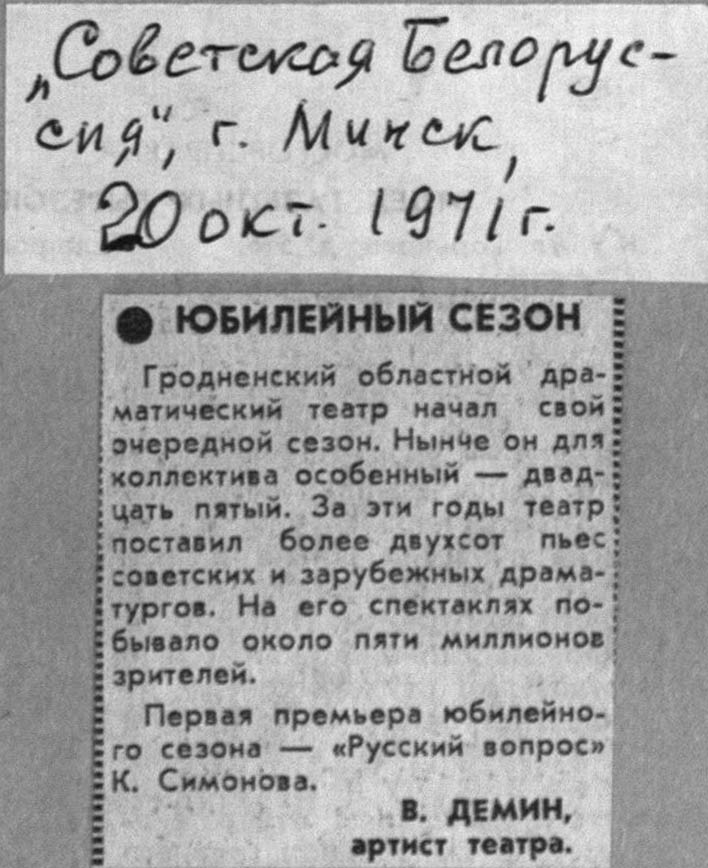 „Советская Белорус-
сия“, г. Минск,
20 окт. 1971 г.
● ЮБИЛЕЙНЫЙ СЕЗОН
Гродненский областной дра-
матический театр начал свой
очередной сезон. Нынче он для
коллектива особенный — двад-
цать пятый. За эти годы театр
поставил более двухсот пьес
советских и зарубежных драма-
тургов. На его спектаклях по-
бывало около пяти миллионов
зрителей.
Первая премьера юбилейно-
го сезона — «Русский вопрос»
К. Симонова.
В. ДЕМИН,
артист театра.